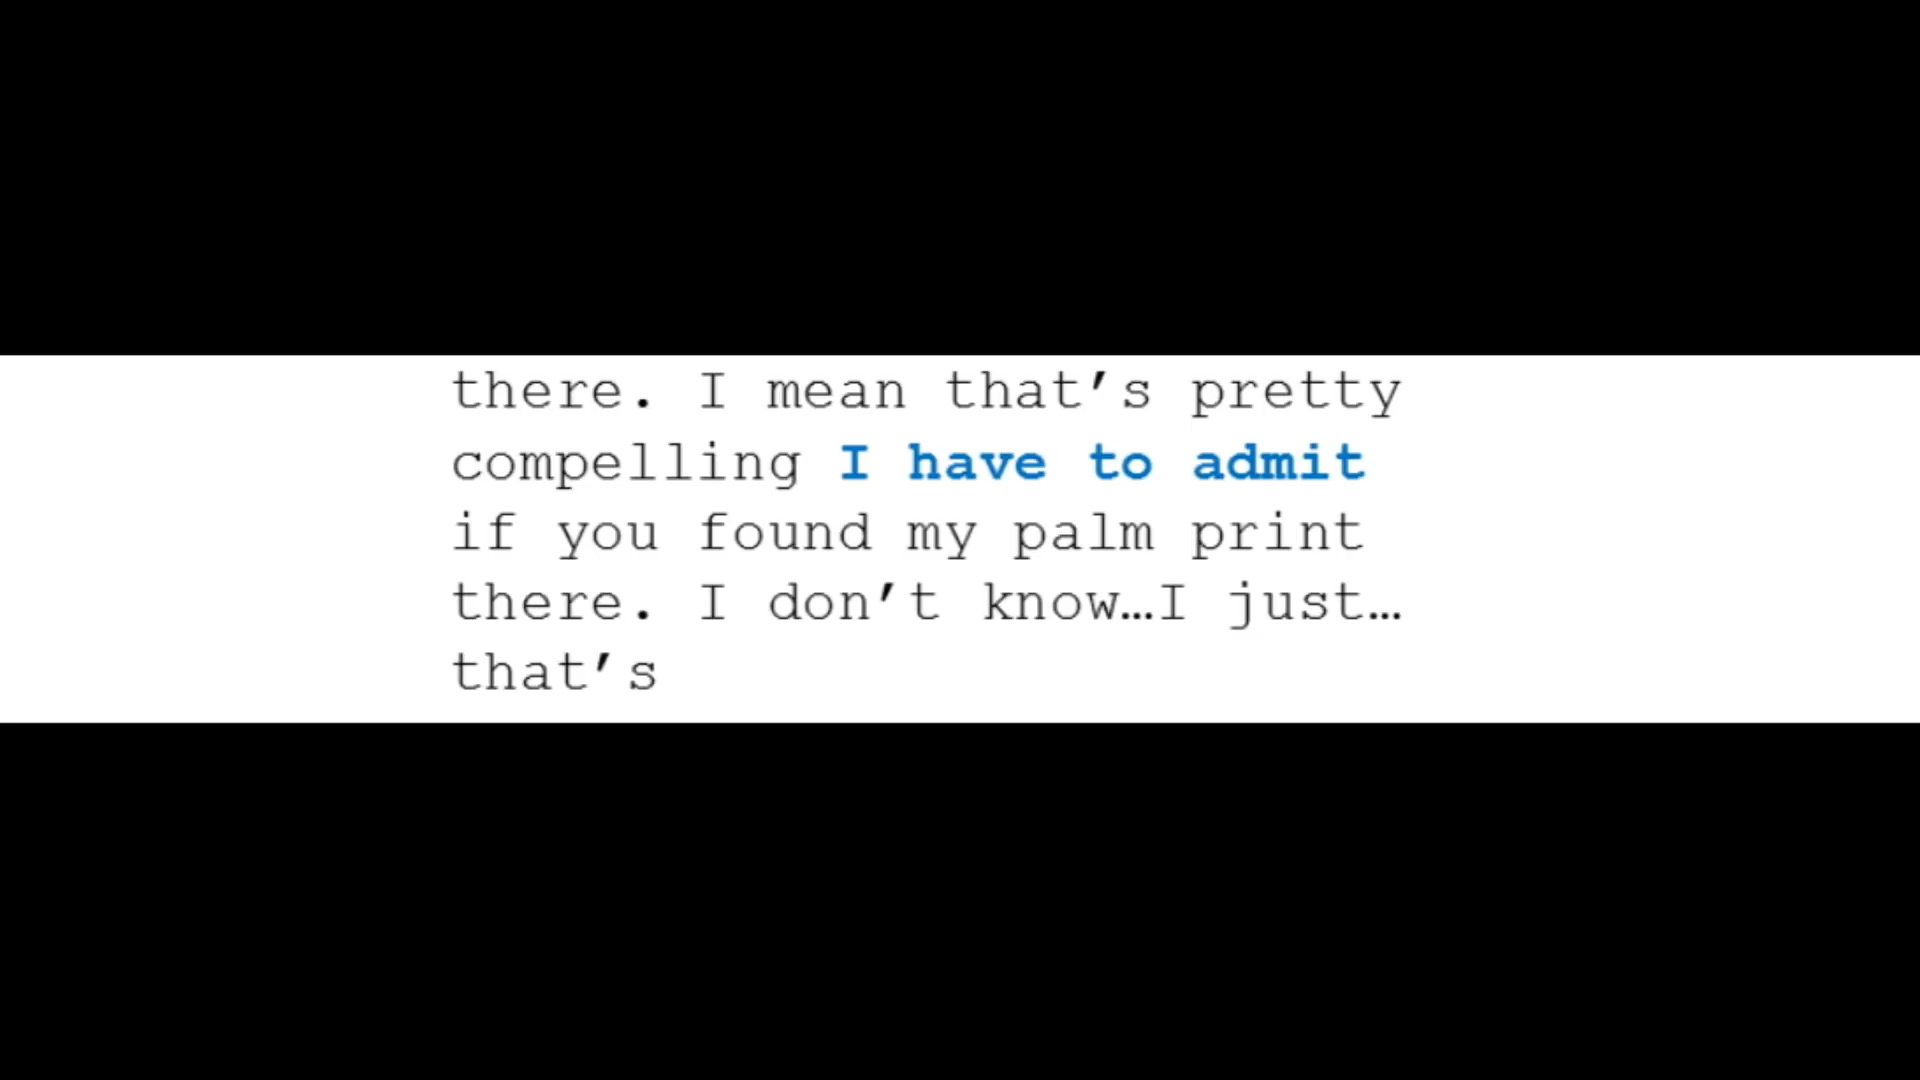 there. I mean that’s pretty
compelling I have to admit
if you found my palm print
there. I don’t know…I just…
that’s